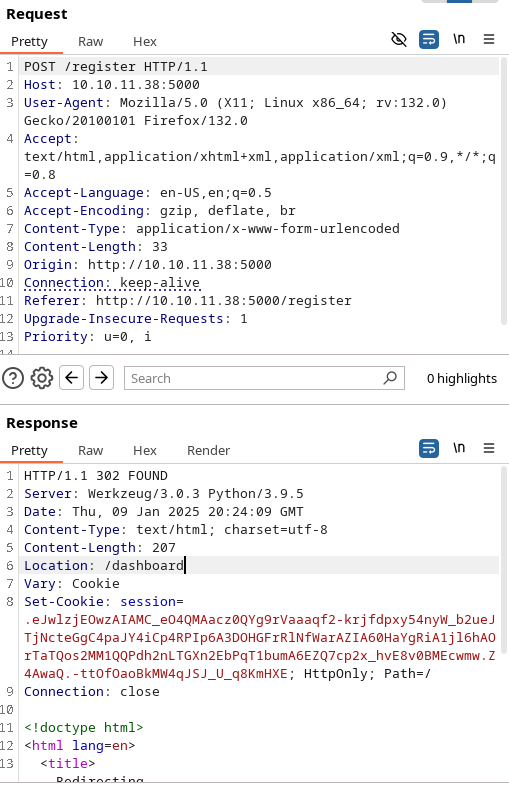 Request
Pretty Raw Hex \n
1 POST /register HTTP/1.1
2 Host: 10.10.11.38:5000
3 User-Agent: Mozilla/5.0 (X11; Linux x86_64; rv:132.0)
Gecko/20100101 Firefox/132.0
4 Accept:
text/html,application/xhtml+xml,application/xml;q=0.9,*/*;q
=0.8
5 Accept-Language: en-US,en;q=0.5
6 Accept-Encoding: gzip, deflate, br
7 Content-Type: application/x-www-form-urlencoded
8 Content-Length: 33
9 Origin: http://10.10.11.38:5000
10 Connection: keep-alive
11 Referer: http://10.10.11.38:5000/register
12 Upgrade-Insecure-Requests: 1
13 Priority: u=0, i
14
Search 0 highlights
Response
Pretty Raw Hex Render \n
1 HTTP/1.1 302 FOUND
2 Server: Werkzeug/3.0.3 Python/3.9.5
3 Date: Thu, 09 Jan 2025 20:24:09 GMT
4 Content-Type: text/html; charset=utf-8
5 Content-Length: 207
6 Location: /dashboard
7 Vary: Cookie
8 Set-Cookie: session=
.eJwlzjEOwzAIAMC_eO4QMAacz0QYg9rVaaaqf2-krjfdpxy54nyW_b2ueJ
TjNcteGgC4paJY4iCp4RPIp6A3DOHGFrRlNfWarAZIA60HaYgRiA1jl6hAO
rTaTQos2MM1QQPdh2nLTGXn2EbPqT1bumA6EZQ7cp2x_hvE8v0BMEcwmw.Z
4AwaQ.-ttOfOaoBkMW4qJSJ_U_q8KmHXE; HttpOnly; Path=/
9 Connection: close
10
11 <!doctype html>
12 <html lang=en>
13 <title>
Redirecting...